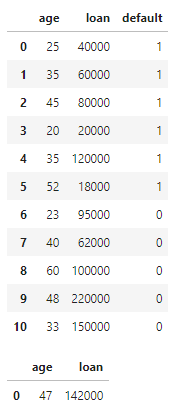 age loan default
0 25 40000 1
1 35 60000 1
2 45 80000 1
3 20 20000 1
4 35 120000 1
5 52 18000 1
6 23 95000 0
7 40 62000 0
8 60 100000 0
9 48 220000 0
10 33 150000 0
age loan
0 47 142000